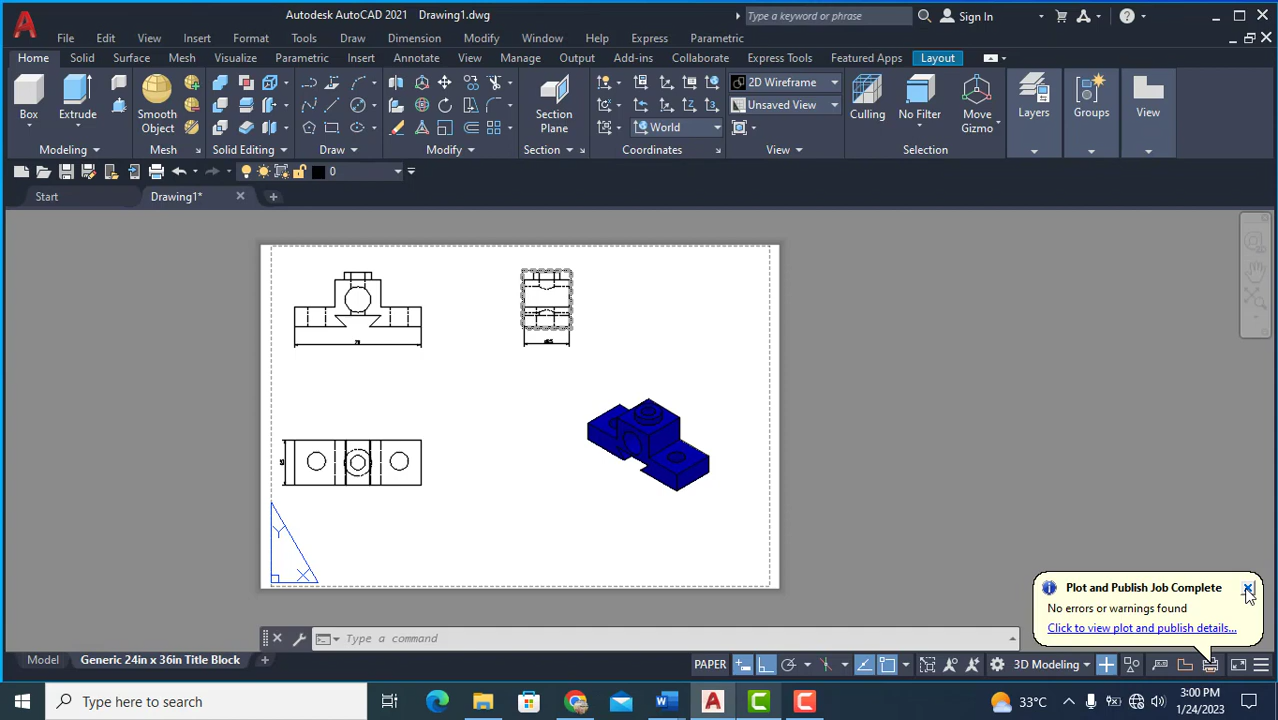 Autodesk AutoCAD 2021 Drawing1.dwg
Type a keyword or phrase
Sign In
File Edit View Insert Format Tools Draw Dimension Modify Window Help Express Parametric
Home Solid Surface Mesh Visualize Parametric Insert Annotate View Manage Output Add-ins Collaborate Express Tools Featured Apps Layout
Box
Extrude
Smooth
Object
Section
Plane
2D Wireframe
Unsaved View
World
Culling
No Filter
Move
Gizmo
Layers
Groups
View
Modeling Mesh Solid Editing Draw Modify Section Coordinates View Selection
0
Start
Drawing1*
Y
X
Plot and Publish Job Complete
No errors or warnings found
Click to view plot and publish details...
Type a command
Model
Generic 24in x 36in Title Block
PAPER
3D Modeling
Type here to search
33°C
3:00 PM
1/24/2023